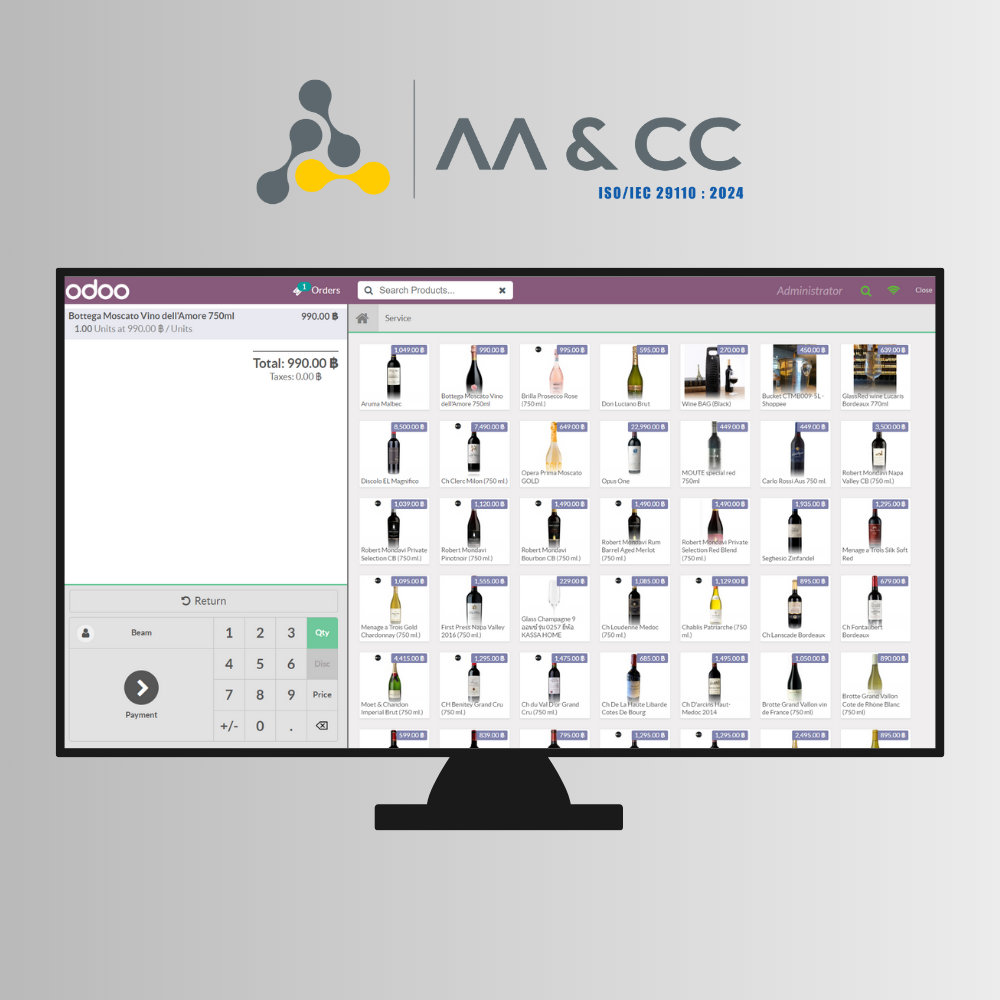 AA & CC
ISO/IEC 29110 : 2024
odoo
1
Orders
Search Products...
Administrator
Close
Bottega Moscato Vino dell'Amore 750ml 990.00 ฿
1.00 Units at 990.00 ฿ / Units
Total: 990.00 ฿
Taxes: 0.00 ฿
Service
1,049.00 ฿
Aruma Malbec
990.00 ฿
Bottega Moscato Vino
dell'Amore 750ml
995.00 ฿
Brilla Prosecco Rose
(750 ml.)
595.00 ฿
Don Luciano Brut
270.00 ฿
Wine BAG (Black)
450.00 ฿
Bucket CTMB009-5L -
Shoppee
639.00 ฿
GlassRed wine Lucaris
Bordeaux 770ml
8,500.00 ฿
Discolo EL Magnifico
7,490.00 ฿
Ch Clerc Milon (750 ml.)
649.00 ฿
Opera Prima Moscato
GOLD
22,990.00 ฿
Opus One
449.00 ฿
MOUTE special red
750ml
449.00 ฿
Carlo Rossi Aus 750 ml.
3,500.00 ฿
Robert Mondavi Napa
Valley CB (750 ml.)
1,039.00 ฿
Robert Mondavi Private
Selection CB (750 ml.)
1,120.00 ฿
Robert Mondavi
Pinotnoir (750 ml.)
1,490.00 ฿
Robert Mondavi
Bourbon CB (750 ml.)
1,490.00 ฿
Robert Mondavi Rum
Barrel Aged Merlot
(750 ml.)
1,490.00 ฿
Robert Mondavi Private
Selection Red Blend
(750 ml.)
1,935.00 ฿
Seghesio Zinfandel
1,295.00 ฿
Menage a Trois Silk Soft
Red
1,095.00 ฿
Menage a Trois Gold
Chardonnay (750 ml.)
1,555.00 ฿
First Press Napa Valley
2016 (750 ml.)
229.00 ฿
Glass Champagne 9
ออนซ์ รุ่น 0257 ยี่ห้อ
KASSA HOME
1,085.00 ฿
Ch Loudenne Medoc
(750 ml.)
1,129.00 ฿
Chablis Patriarche (750
ml.)
895.00 ฿
Ch Larocade Bordeaux
679.00 ฿
Ch Fontaubert
Bordeaux
4,415.00 ฿
Moet & Chandon
Imperial Brut (750 ml.)
1,295.00 ฿
CH Bernitey Grand Cru
(750 ml.)
1,475.00 ฿
Ch du Val D'or Grand
Cru (750 ml.)
685.00 ฿
Ch De La Haute Libarde
Cotes De Bourg
1,495.00 ฿
Ch D'arcins Haut-
Medoc 2014
1,050.00 ฿
Brotte Grand Vallon vin
de France (750 ml)
890.00 ฿
Brotte Grand Vallon
Cote de Rhône Blanc
(750 ml)
599.00 ฿
839.00 ฿
795.00 ฿
1,295.00 ฿
1,295.00 ฿
2,495.00 ฿
895.00 ฿
Return
Beam
1 2 3 Qty
4 5 6 Disc
7 8 9 Price
+/- 0 .
Payment